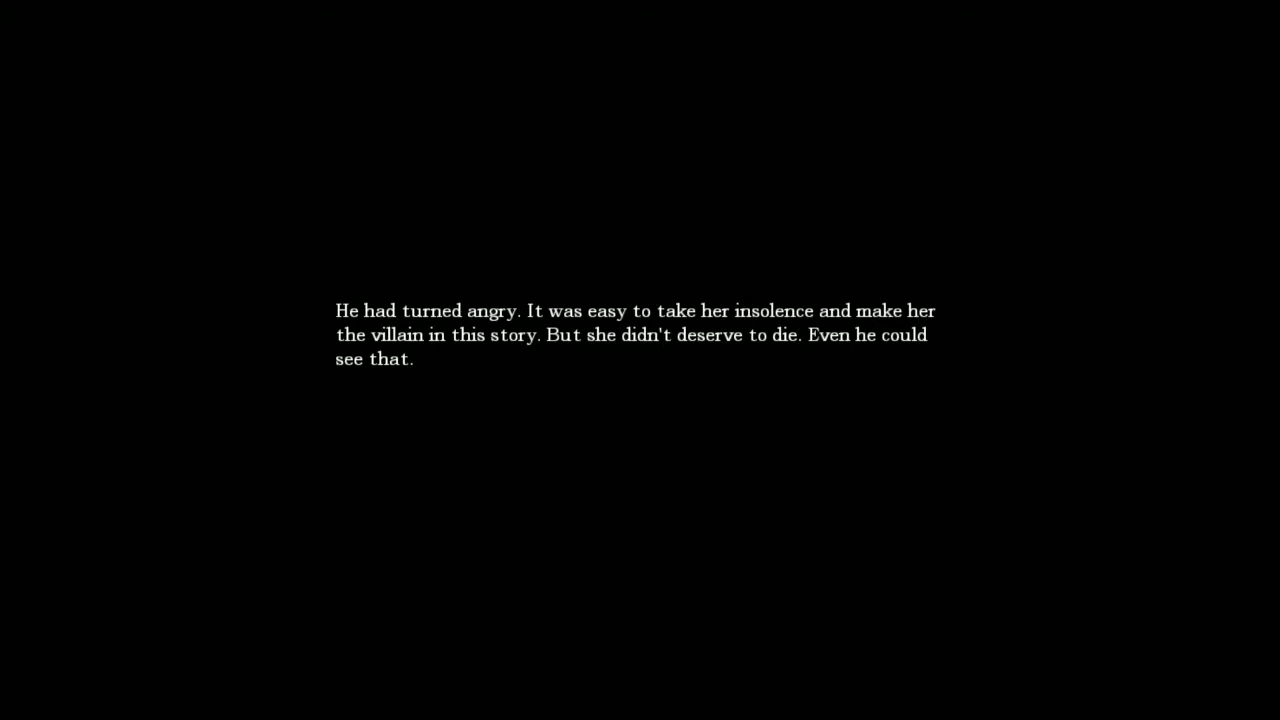 He had turned angry. It was easy to take her insolence and make her
the villain in this story. But she didn't deserve to die. Even he could
see that.